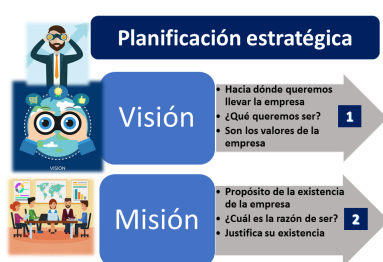 Planificación estratégica
Visión
• Hacia dónde queremos
llevar la empresa
• ¿Qué queremos ser?
• Son los valores de la
empresa
1
VISION
Misión
• Propósito de la existencia
de la empresa
• ¿Cuál es la razón de ser?
• Justifica su existencia
2